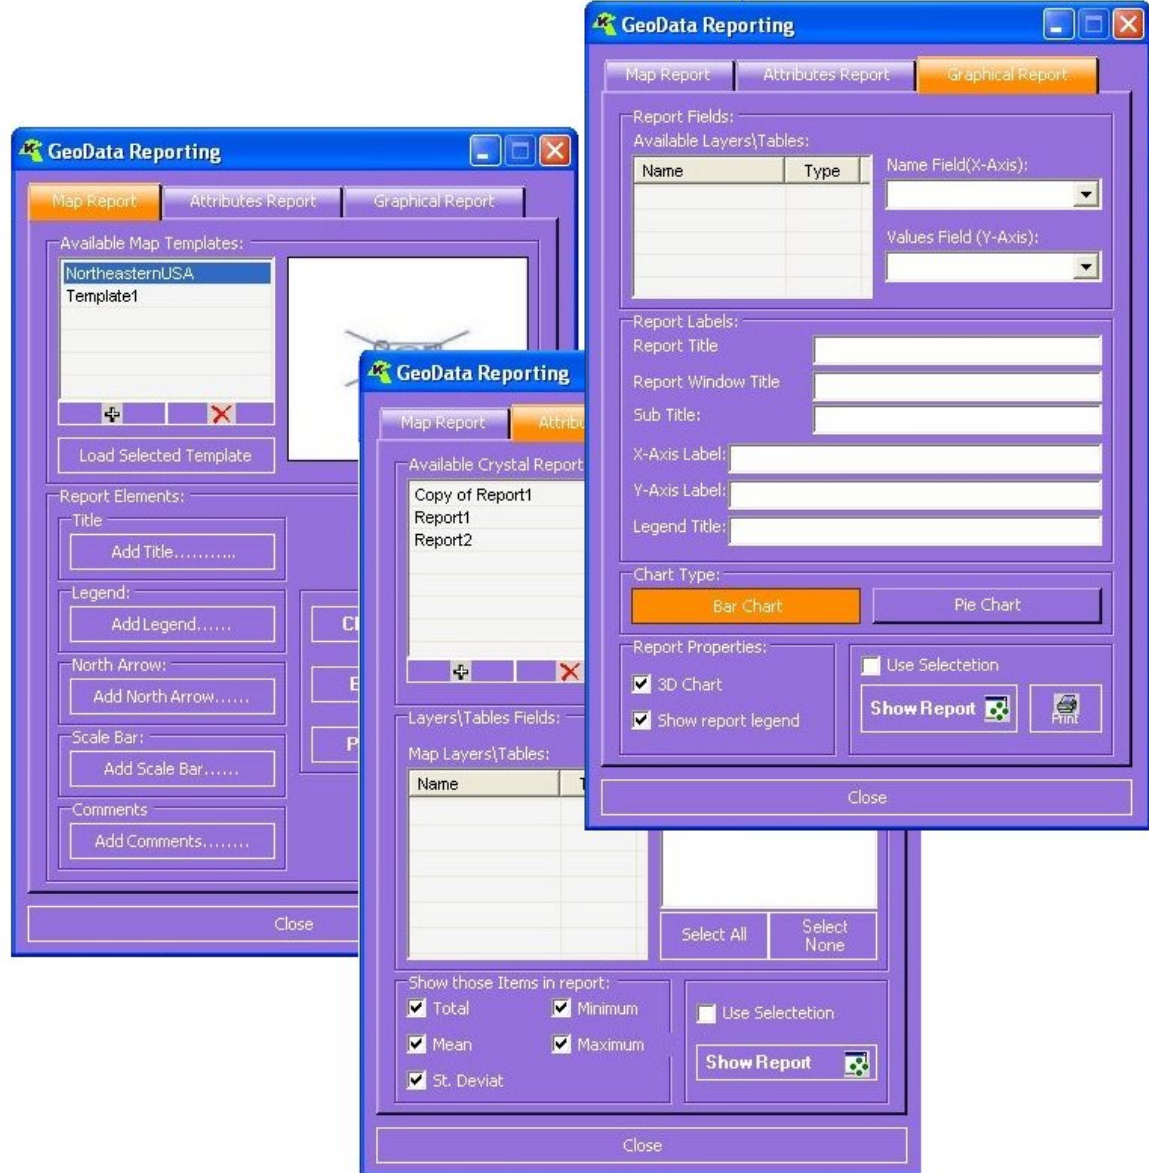 GeoData Reporting
Map Report Attributes Report Graphical Report
Available Map Templates:
NortheasternUSA
Template1
Load Selected Template
Report Elements:
Title
Add Title...........
Legend:
Add Legend......
North Arrow:
Add North Arrow......
Scale Bar:
Add Scale Bar......
Comments
Add Comments........
Close
GeoData Reporting
Map Report
Available Crystal Report
Copy of Report1
Report1
Report2
Layers\Tables Fields:
Map Layers\Tables:
Name
Select All Select None
Show those Items in report:
Total Minimum
Mean Maximum
St. Deviat
Use Selectetion
Show Report
Close
GeoData Reporting
Map Report Attributes Report Graphical Report
Report Fields:
Available Layers\Tables:
Name Type
Name Field(X-Axis):
Values Field (Y-Axis):
Report Labels:
Report Title
Report Window Title
Sub Title:
X-Axis Label:
Y-Axis Label:
Legend Title:
Chart Type:
Bar Chart Pie Chart
Report Properties:
3D Chart
Show report legend
Use Selectetion
Show Report Print
Close